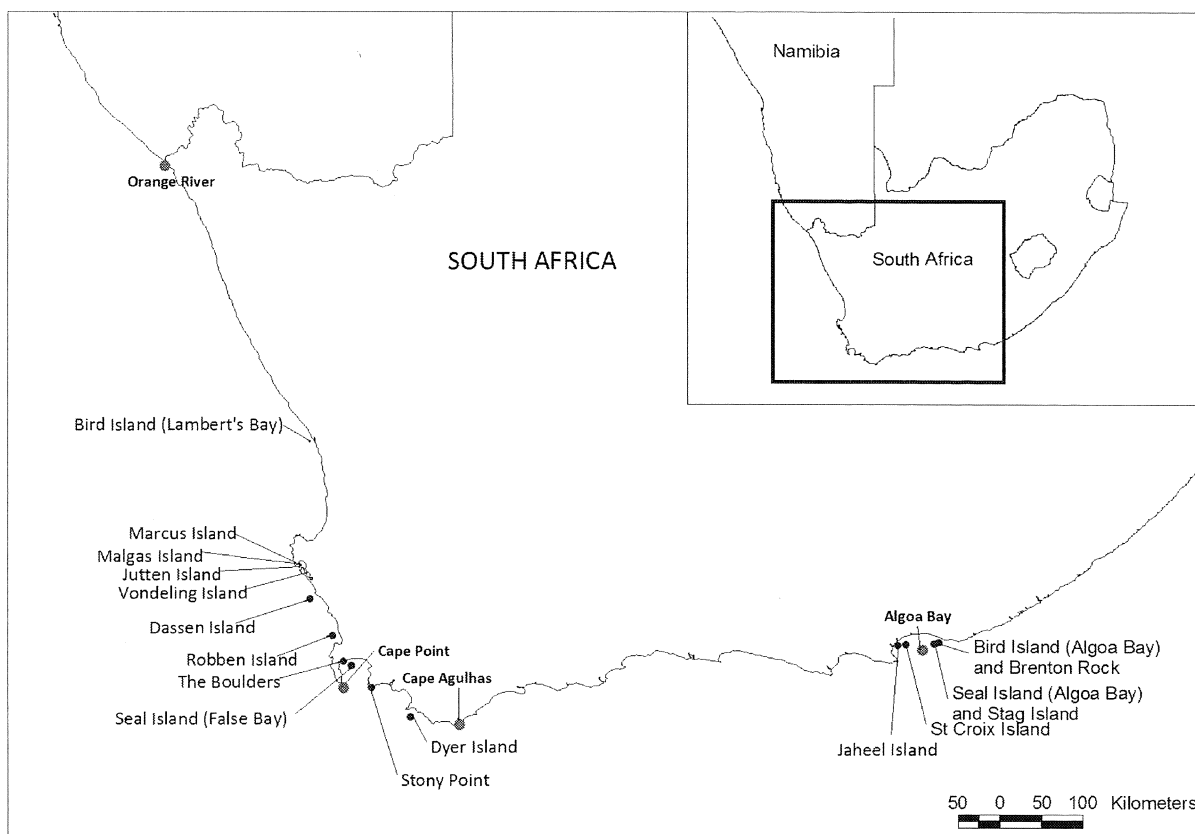 Namibia
South Africa
Orange River
SOUTH AFRICA
Bird Island (Lambert's Bay)
Marcus Island
Malgas Island
Jutten Island
Vondeling Island
Dassen Island
Robben Island
The Boulders
Seal Island (False Bay)
Cape Point
Cape Agulhas
Dyer Island
Stony Point
Algoa Bay
Bird Island (Algoa Bay)
and Brenton Rock
Seal Island (Algoa Bay)
and Stag Island
St Croix Island
Jaheel Island
50 0 50 100 Kilometers